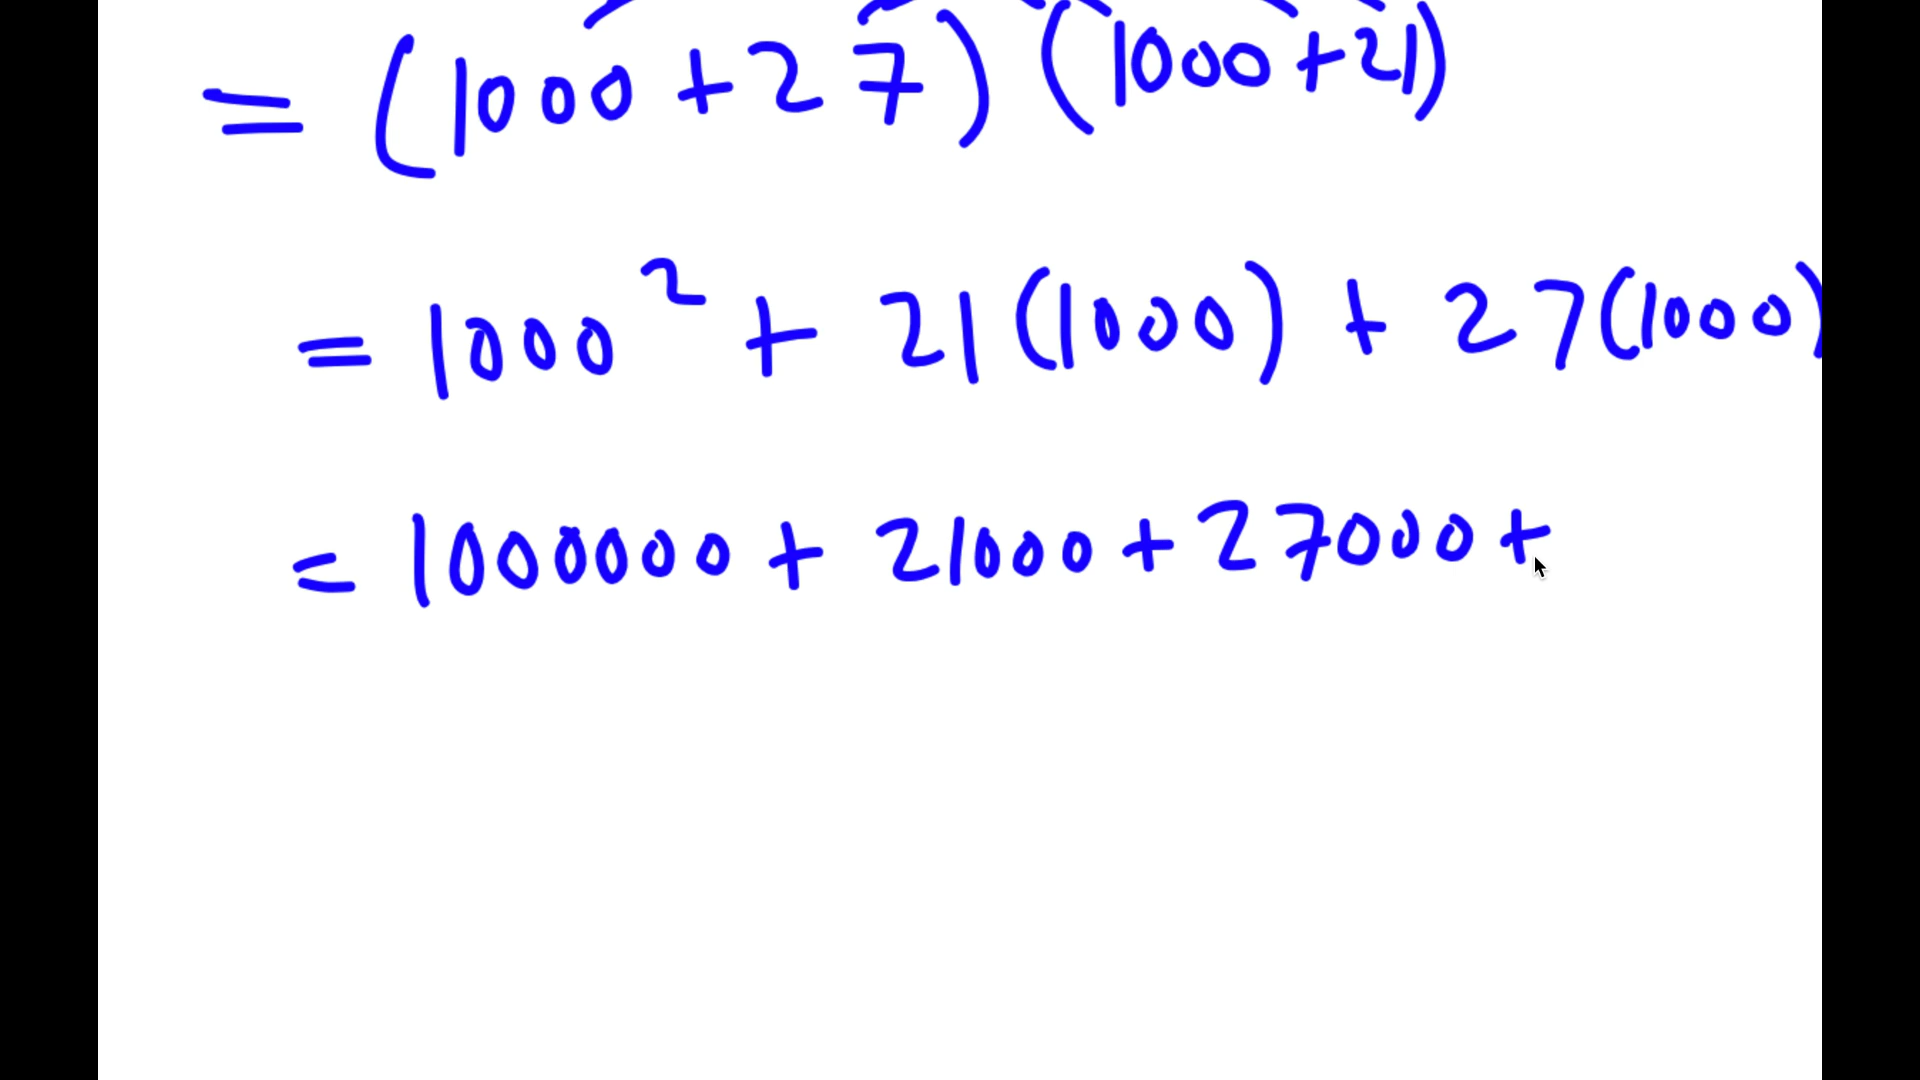 = (1000 + 27) (1000 + 21)
= 1000² + 21(1000) + 27(1000)
= 1000000 + 21000 + 27000 +